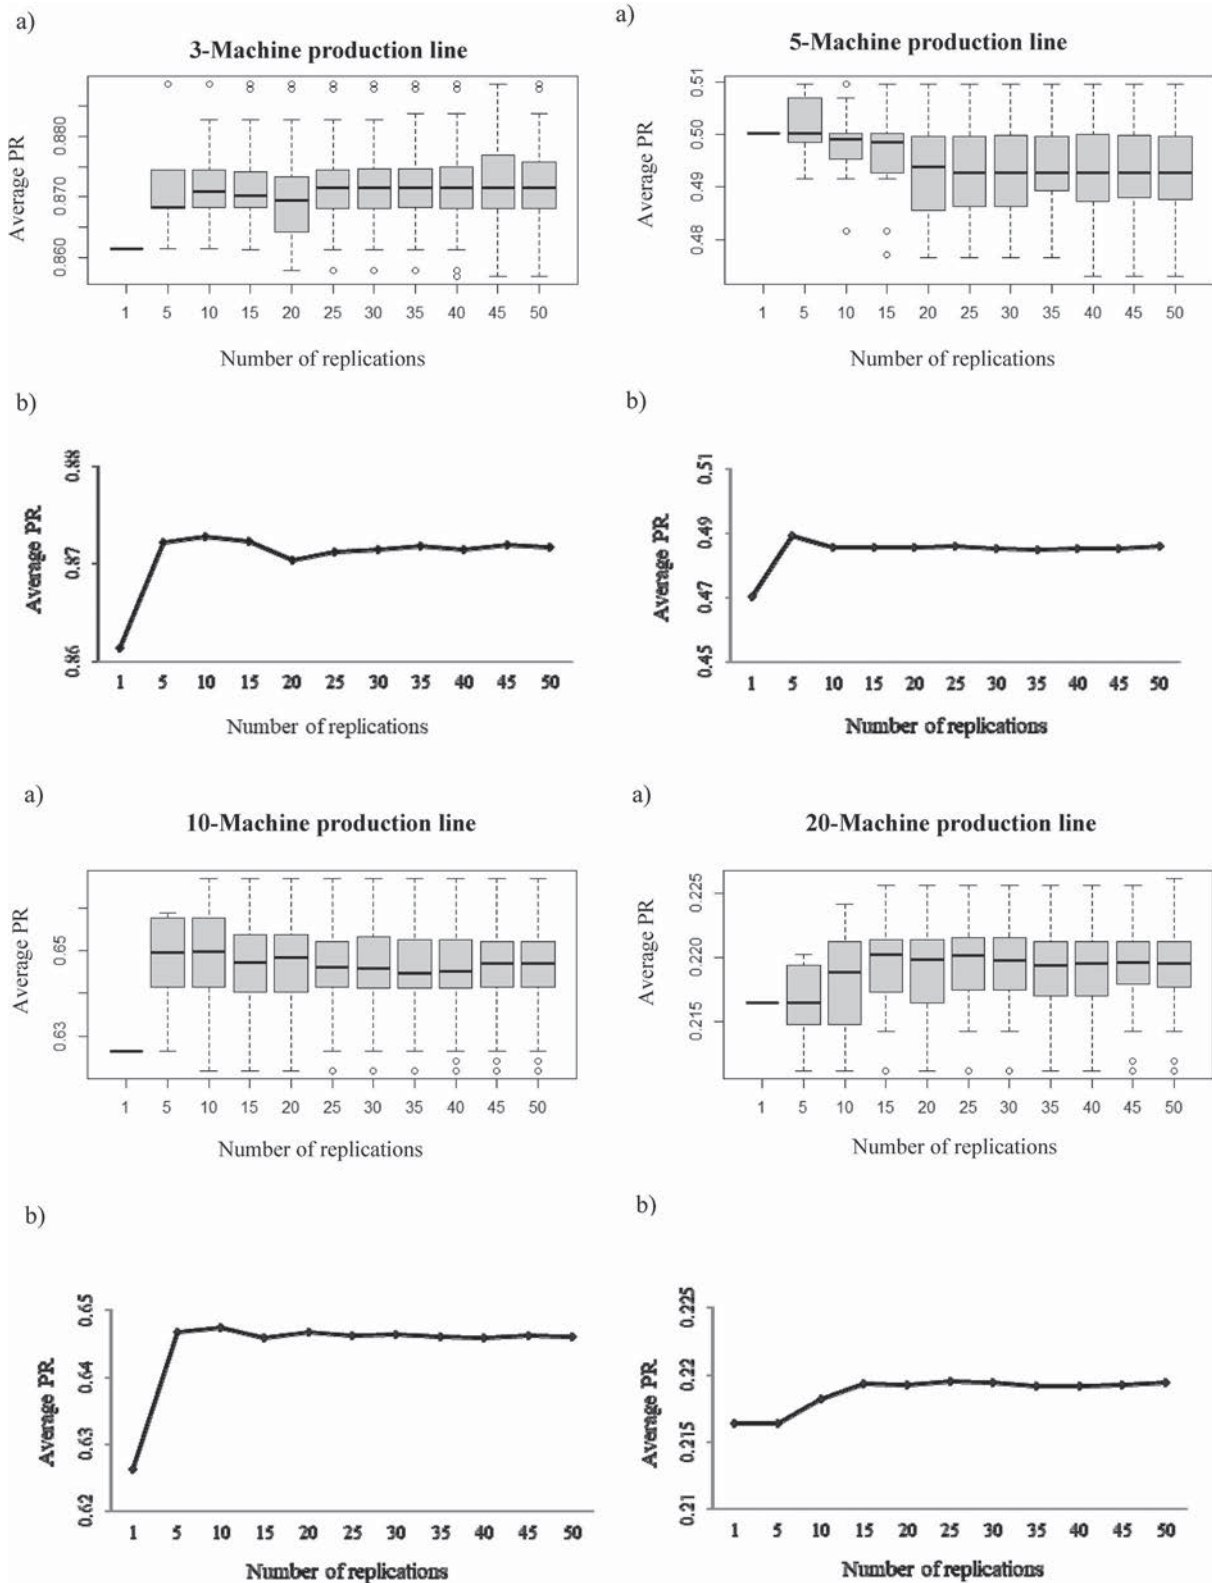 a)
3-Machine production line
Average PR
0.860 0.870 0.880
1 5 10 15 20 25 30 35 40 45 50
Number of replications
a)
5-Machine production line
Average PR
0.48 0.49 0.50 0.51
1 5 10 15 20 25 30 35 40 45 50
Number of replications
b)
Average PR
0.86 0.87 0.88
1 5 10 15 20 25 30 35 40 45 50
Number of replications
b)
Average PR
0.45 0.47 0.49 0.51
1 5 10 15 20 25 30 35 40 45 50
Number of replications
a)
10-Machine production line
Average PR
0.63 0.65
1 5 10 15 20 25 30 35 40 45 50
Number of replications
a)
20-Machine production line
Average PR
0.215 0.220 0.225
1 5 10 15 20 25 30 35 40 45 50
Number of replications
b)
Average PR
0.62 0.63 0.64 0.65
1 5 10 15 20 25 30 35 40 45 50
Number of replications
b)
Average PR
0.21 0.215 0.22 0.225
1 5 10 15 20 25 30 35 40 45 50
Number of replications